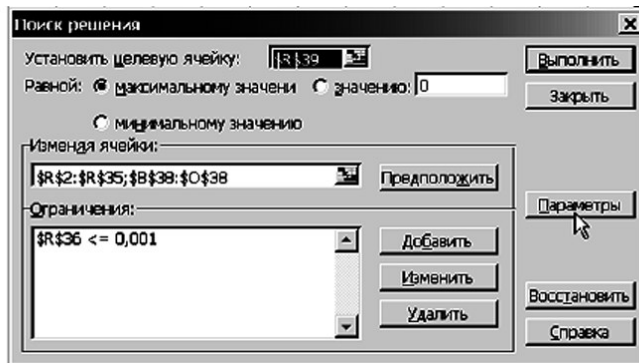 Поиск решения
Установить целевую ячейку: $R$39
Выполнить
Равной: максимальному значени значению: 0
Закрыть
минимальному значению
Изменяя ячейки:
$R$2:$R$35;$B$38:$O$38
Предположить
Параметры
Ограничения:
$R$36 <= 0,001
Добавить
Изменить
Удалить
Восстановить
Справка